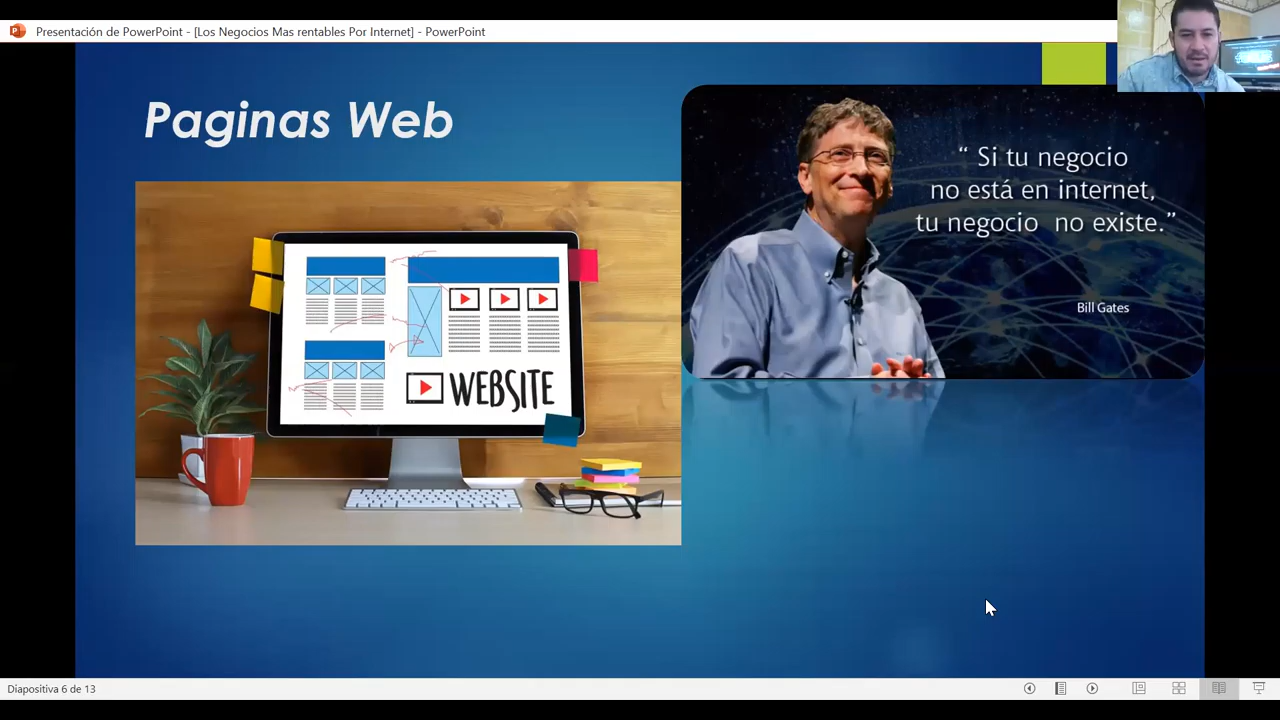 Presentación de PowerPoint - [Los Negocios Mas rentables Por Internet] - PowerPoint
Paginas Web
“ Si tu negocio
no está en internet,
tu negocio no existe.”
Bill Gates
WEBSITE
Diapositiva 6 de 13